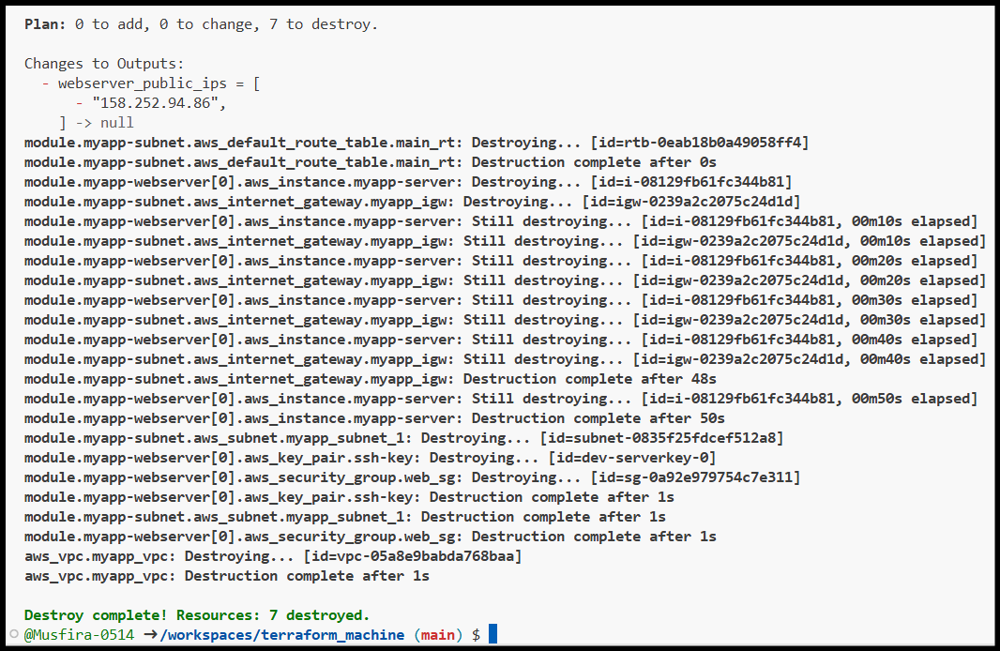 Plan: 0 to add, 0 to change, 7 to destroy.
Changes to Outputs:
  - webserver_public_ips = [
      - "158.252.94.86",
    ] -> null
module.myapp-subnet.aws_default_route_table.main_rt: Destroying... [id=rtb-0eab18b0a49058ff4]
module.myapp-subnet.aws_default_route_table.main_rt: Destruction complete after 0s
module.myapp-webserver[0].aws_instance.myapp-server: Destroying... [id=i-08129fb61fc344b81]
module.myapp-subnet.aws_internet_gateway.myapp_igw: Destroying... [id=igw-0239a2c2075c24d1d]
module.myapp-webserver[0].aws_instance.myapp-server: Still destroying... [id=i-08129fb61fc344b81, 00m10s elapsed]
module.myapp-subnet.aws_internet_gateway.myapp_igw: Still destroying... [id=igw-0239a2c2075c24d1d, 00m10s elapsed]
module.myapp-webserver[0].aws_instance.myapp-server: Still destroying... [id=i-08129fb61fc344b81, 00m20s elapsed]
module.myapp-subnet.aws_internet_gateway.myapp_igw: Still destroying... [id=igw-0239a2c2075c24d1d, 00m20s elapsed]
module.myapp-webserver[0].aws_instance.myapp-server: Still destroying... [id=i-08129fb61fc344b81, 00m30s elapsed]
module.myapp-subnet.aws_internet_gateway.myapp_igw: Still destroying... [id=igw-0239a2c2075c24d1d, 00m30s elapsed]
module.myapp-webserver[0].aws_instance.myapp-server: Still destroying... [id=i-08129fb61fc344b81, 00m40s elapsed]
module.myapp-subnet.aws_internet_gateway.myapp_igw: Still destroying... [id=igw-0239a2c2075c24d1d, 00m40s elapsed]
module.myapp-subnet.aws_internet_gateway.myapp_igw: Destruction complete after 48s
module.myapp-webserver[0].aws_instance.myapp-server: Still destroying... [id=i-08129fb61fc344b81, 00m50s elapsed]
module.myapp-webserver[0].aws_instance.myapp-server: Destruction complete after 50s
module.myapp-subnet.aws_subnet.myapp_subnet_1: Destroying... [id=subnet-0835f25fdcef512a8]
module.myapp-webserver[0].aws_key_pair.ssh-key: Destroying... [id=dev-serverkey-0]
module.myapp-webserver[0].aws_security_group.web_sg: Destroying... [id=sg-0a92e979754c7e311]
module.myapp-webserver[0].aws_key_pair.ssh-key: Destruction complete after 1s
module.myapp-subnet.aws_subnet.myapp_subnet_1: Destruction complete after 1s
module.myapp-webserver[0].aws_security_group.web_sg: Destruction complete after 1s
aws_vpc.myapp_vpc: Destroying... [id=vpc-05a8e9babda768baa]
aws_vpc.myapp_vpc: Destruction complete after 1s
Destroy complete! Resources: 7 destroyed.
@Musfira-0514 ➜/workspaces/terraform_machine (main) $